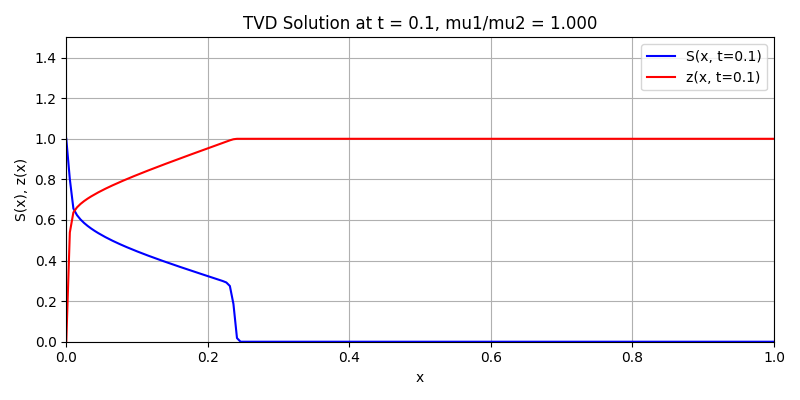 TVD Solution at t = 0.1, mu1/mu2 = 1.000
S(x, t=0.1)
z(x, t=0.1)
S(x), z(x)
1.4
1.2
1.0
0.8
0.6
0.4
0.2
0.0
0.0 0.2 0.4 0.6 0.8 1.0
x